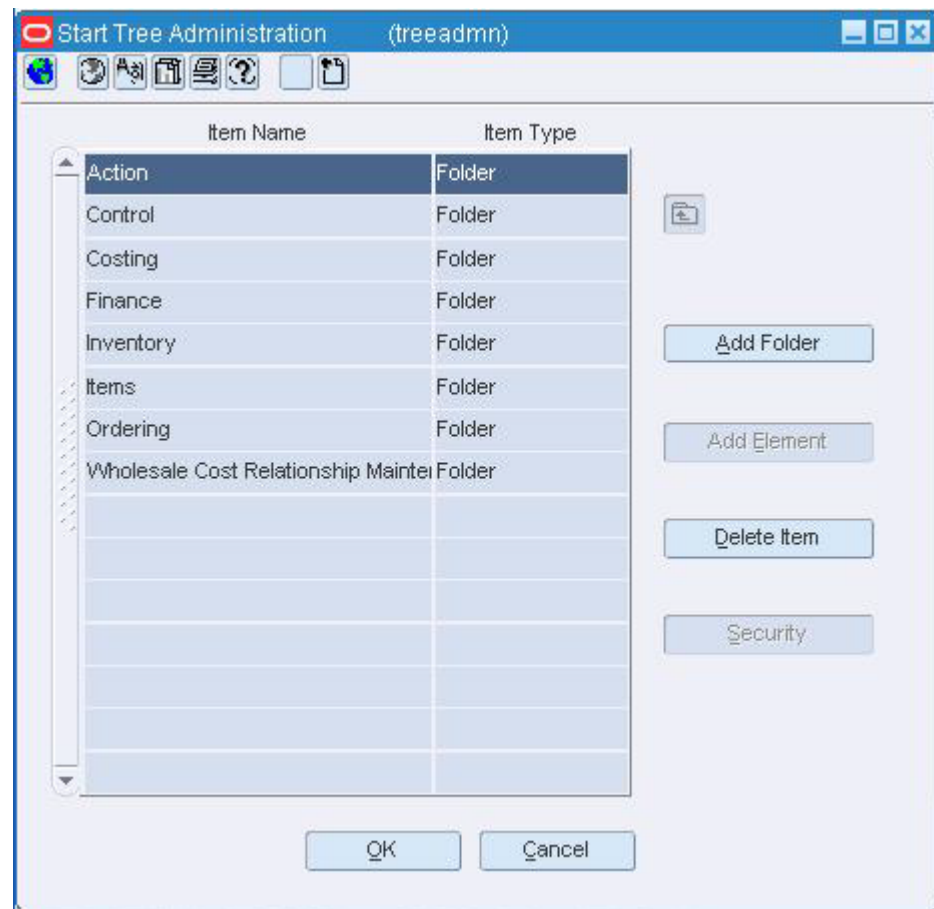 Start Tree Administration (treeadmn)
Item Name Item Type
Action Folder
Control Folder
Costing Folder
Finance Folder
Inventory Folder
Items Folder
Ordering Folder
Wholesale Cost Relationship Mainte Folder
Add Folder
Add Element
Delete Item
Security
OK Cancel